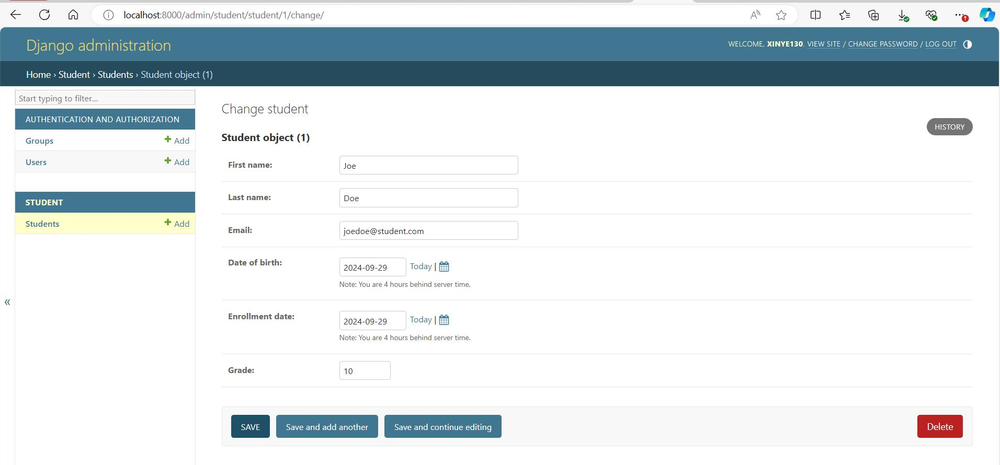 localhost:8000/admin/student/student/1/change/
Django administration
WELCOME, XINYE130. VIEW SITE / CHANGE PASSWORD / LOG OUT
Home › Student › Students › Student object (1)
Start typing to filter...
AUTHENTICATION AND AUTHORIZATION
Groups + Add
Users + Add
STUDENT
Students + Add
«
Change student
HISTORY
Student object (1)
First name: Joe
Last name: Doe
Email: joedoe@student.com
Date of birth: 2024-09-29 Today |
Note: You are 4 hours behind server time.
Enrollment date: 2024-09-29 Today |
Note: You are 4 hours behind server time.
Grade: 10
SAVE Save and add another Save and continue editing Delete